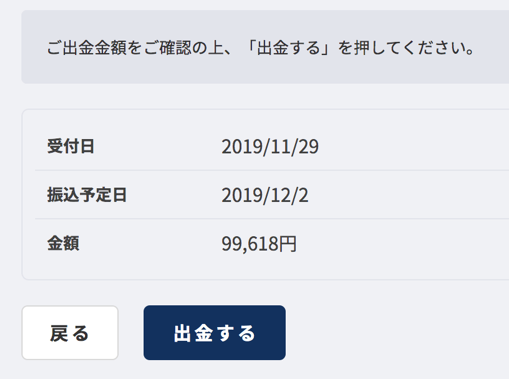 ご出金金額をご確認の上、「出金する」を押してください。
受付日 2019/11/29
振込予定日 2019/12/2
金額 99,618円
戻る 出金する